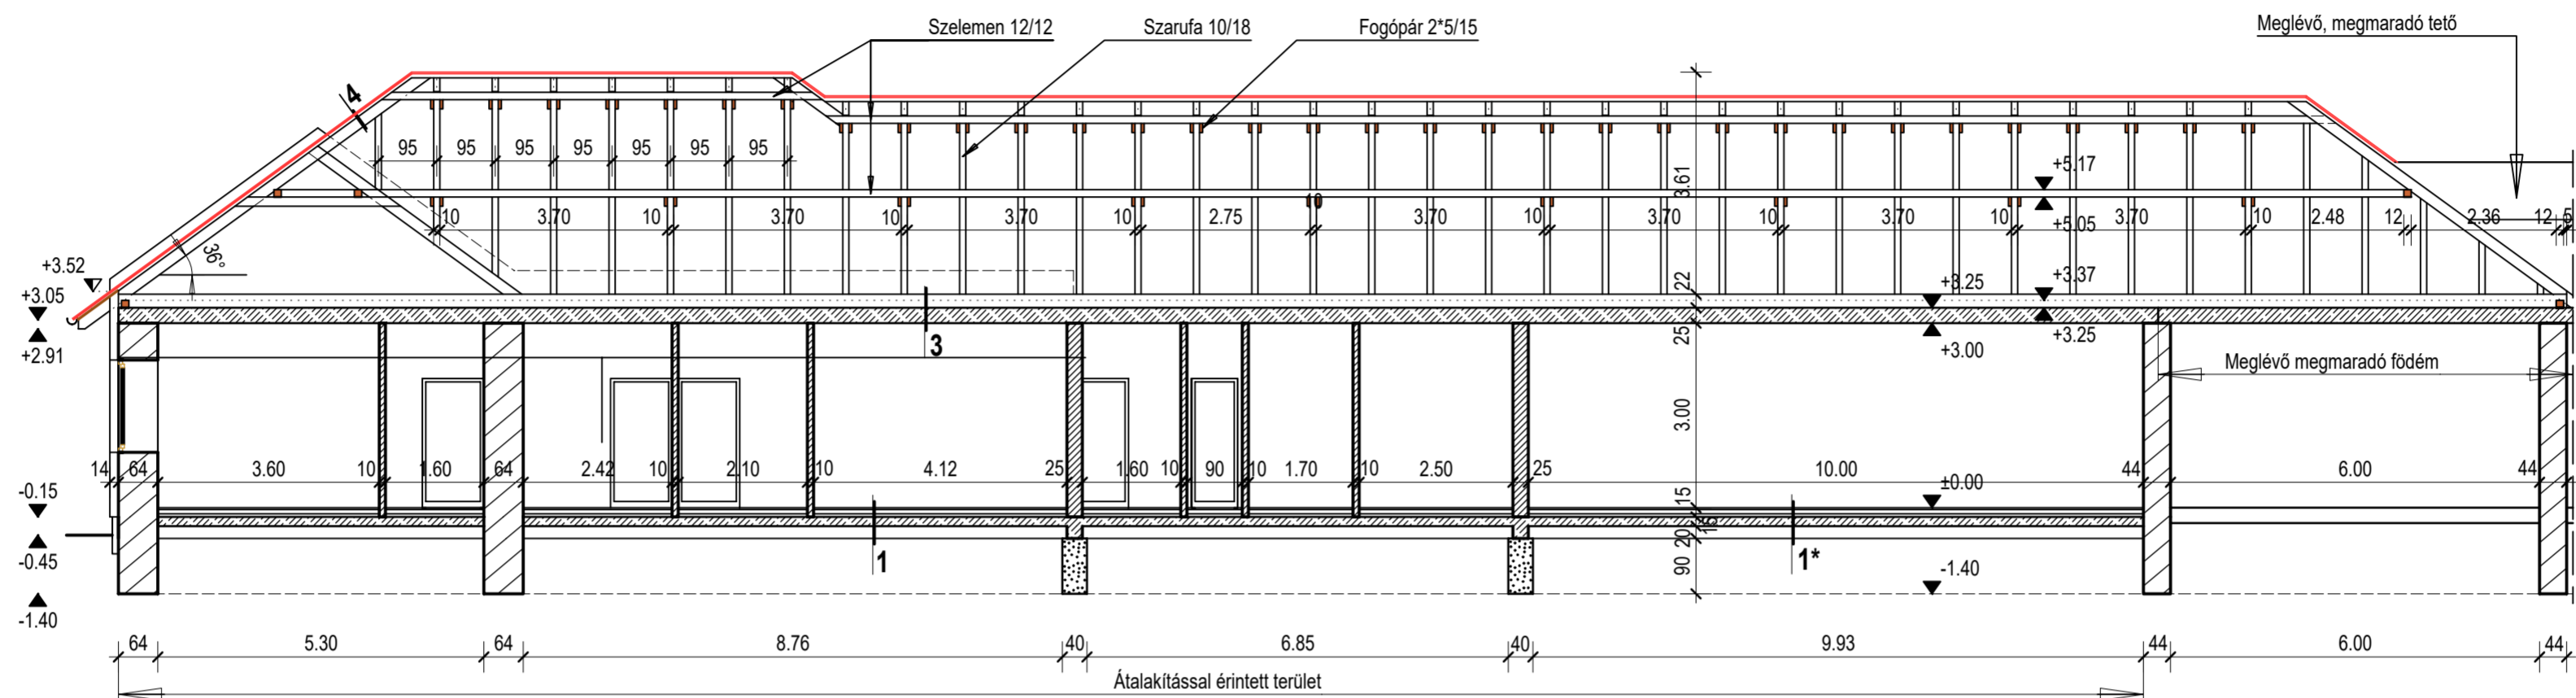 Szelemen 12/12
Szarufa 10/18
Fogópár 2*5/15
Meglévő, megmaradó tető
4
95 95 95 95 95 95 95
3.61
+5.17
10 3.70 10 3.70 10 3.70 10 2.75 10 3.70 10 3.70 10 3.70 10 3.70 10 2.48 12 2.36 12 5
+5.05
36°
+3.52
+3.05
22
+3.25
+3.37
+2.91
3
25
+3.00
+3.25
Meglévő megmaradó födém
3.00
14 64 3.60 10 1.60 64 2.42 10 2.10 10 4.12 25 1.60 10 90 10 1.70 10 2.50 25 10.00 44 6.00 44
-0.15
15
±0.00
15
-0.45
1
20
1*
90
-1.40
-1.40
64 5.30 64 8.76 40 6.85 40 9.93 44 6.00 44
Átalakítással érintett terület